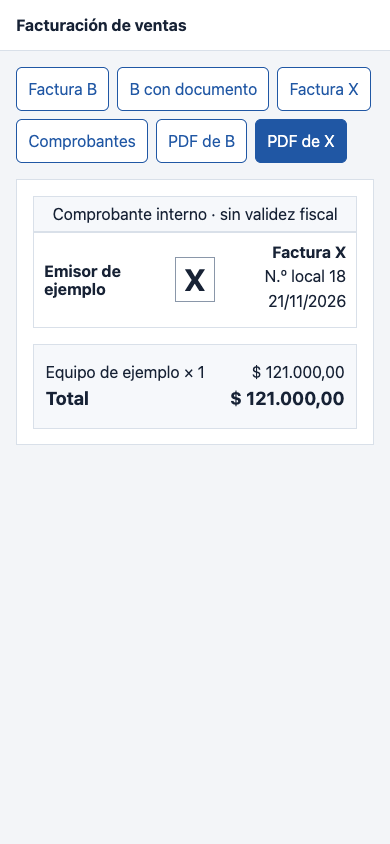 Facturación de ventas
Factura B
B con documento
Factura X
Comprobantes
PDF de B
PDF de X
Comprobante interno · sin validez fiscal
Emisor de
ejemplo
X
Factura X
N.º local 18
21/11/2026
Equipo de ejemplo × 1 $ 121.000,00
Total $ 121.000,00